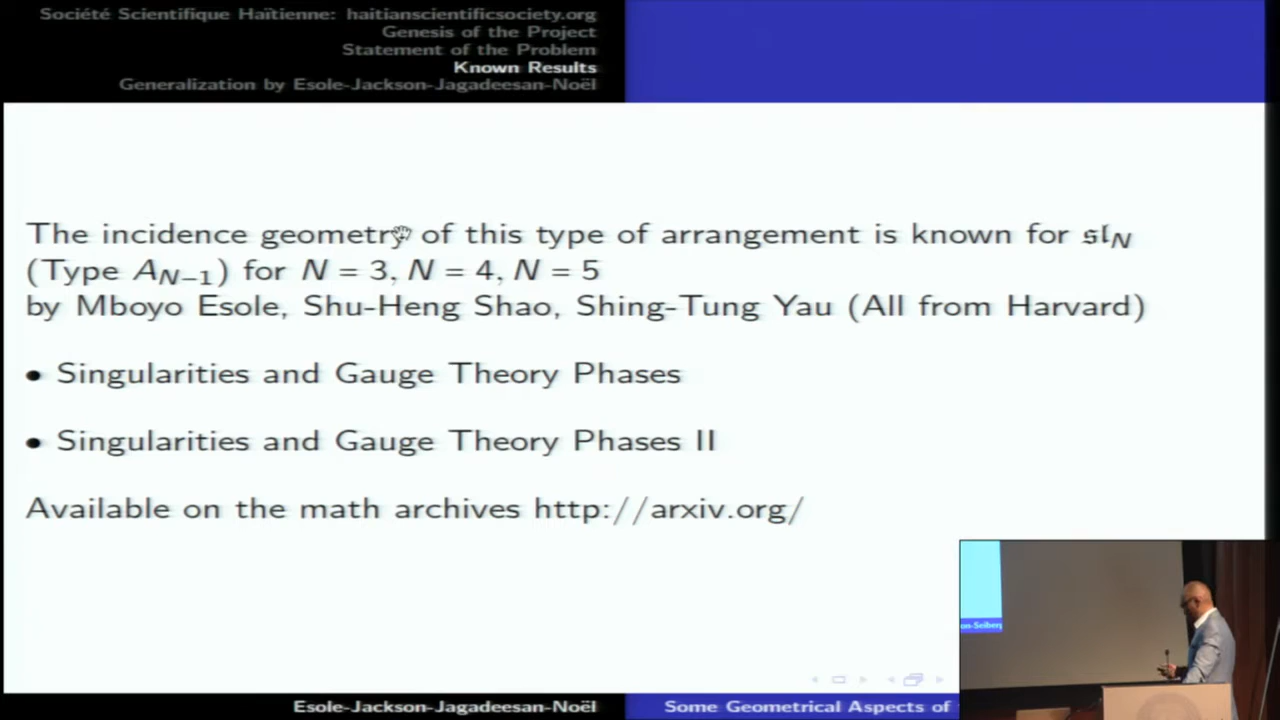 Société Scientifique Haïtienne: haitianscientificsociety.org
Genesis of the Project
Statement of the Problem
Known Results
Generalization by Esole-Jackson-Jagadeesan-Noël
The incidence geometry of this type of arrangement is known for 𝔰𝔩_N
(Type A_{N−1}) for N = 3, N = 4, N = 5
by Mboyo Esole, Shu-Heng Shao, Shing-Tung Yau (All from Harvard)
• Singularities and Gauge Theory Phases
• Singularities and Gauge Theory Phases II
Available on the math archives http://arxiv.org/
on-Seiberg
Esole-Jackson-Jagadeesan-Noël
Some Geometrical Aspects of